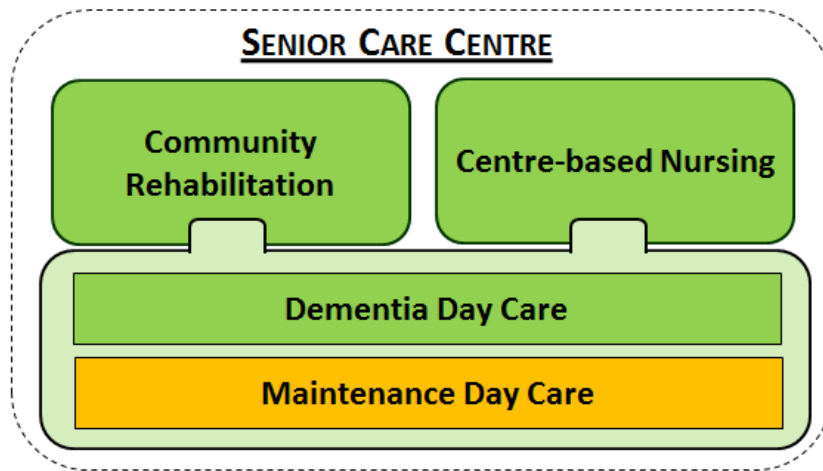 SENIOR CARE CENTRE
Community
Rehabilitation
Centre-based Nursing
Dementia Day Care
Maintenance Day Care